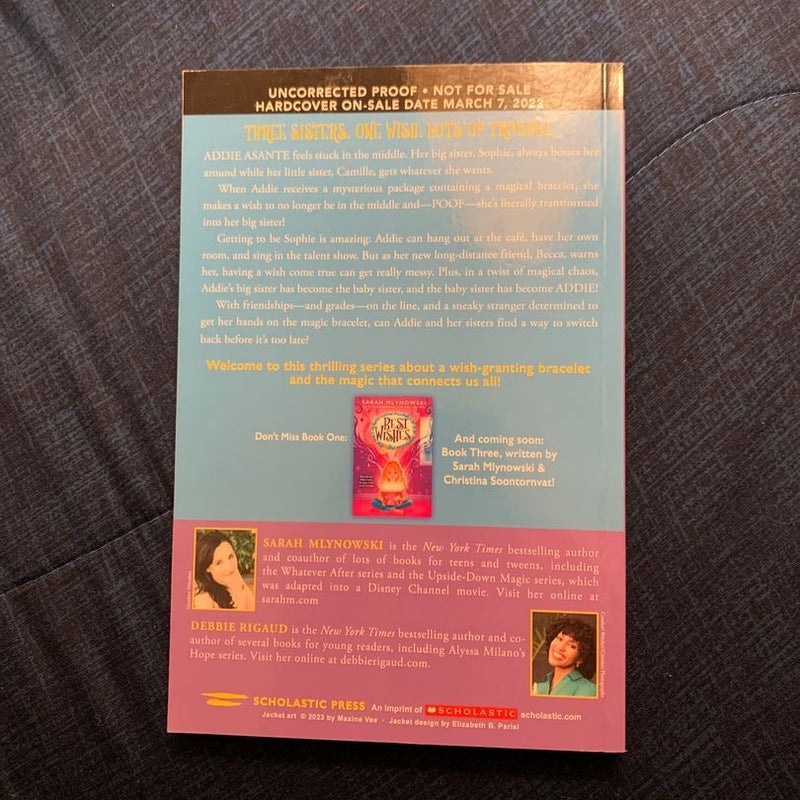 UNCORRECTED PROOF • NOT FOR SALE
HARDCOVER ON-SALE DATE MARCH 7, 2023
THREE SISTERS. ONE WISH. LOTS OF TROUBLE.
ADDIE ASANTE feels stuck in the middle. Her big sister, Sophie, always bosses her
around while her little sister, Camille, gets whatever she wants.
When Addie receives a mysterious package containing a magical bracelet, she
makes a wish to no longer be in the middle and—POOF—she's literally transformed
into her big sister!
Getting to be Sophie is amazing: Addie can hang out at the café, have her own
room, and sing in the talent show. But as her new long-distance friend, Becca, warns
her, having a wish come true can get really messy. Plus, in a twist of magical chaos,
Addie's big sister has become the baby sister, and the baby sister has become ADDIE!
With friendships—and grades—on the line, and a sneaky stranger determined to
get her hands on the magic bracelet, can Addie and her sisters find a way to switch
back before it's too late?
Welcome to this thrilling series about a wish-granting bracelet
and the magic that connects us all!
Don't Miss Book One:
SARAH MLYNOWSKI
BEST
WISHES
And coming soon:
Book Three, written by
Sarah Mlynowski &
Christina Soontornvat!
SARAH MLYNOWSKI is the New York Times bestselling author
and coauthor of lots of books for teens and tweens, including
the Whatever After series and the Upside-Down Magic series, which
was adapted into a Disney Channel movie. Visit her online at
sarahm.com
DEBBIE RIGAUD is the New York Times bestselling author and co-
author of several books for young readers, including Alyssa Milano's
Hope series. Visit her online at debbierigaud.com.
SCHOLASTIC PRESS An Imprint of SCHOLASTIC scholastic.com
Jacket art © 2023 by Maxine Vee · Jacket design by Elizabeth B. Parisi